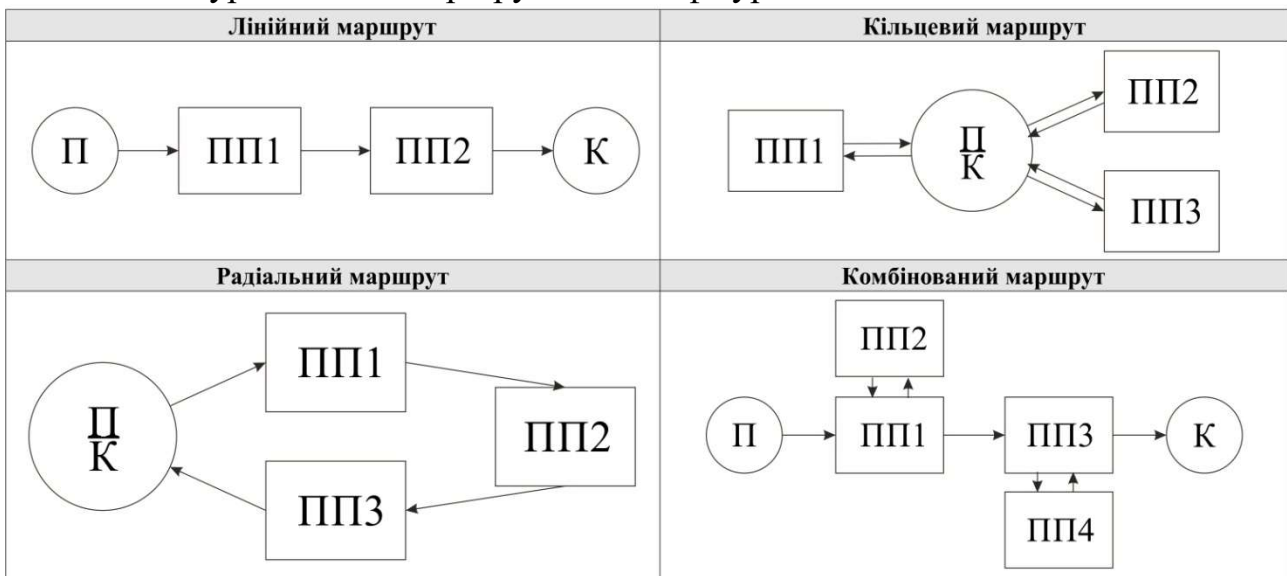 Лінійний маршрут
Кільцевий маршрут
П
ПП1
ПП2
К
ПП1
П
К
ПП2
ПП3
Радіальний маршрут
Комбінований маршрут
П
К
ПП1
ПП2
ПП3
П
ПП2
ПП1
ПП3
К
ПП4